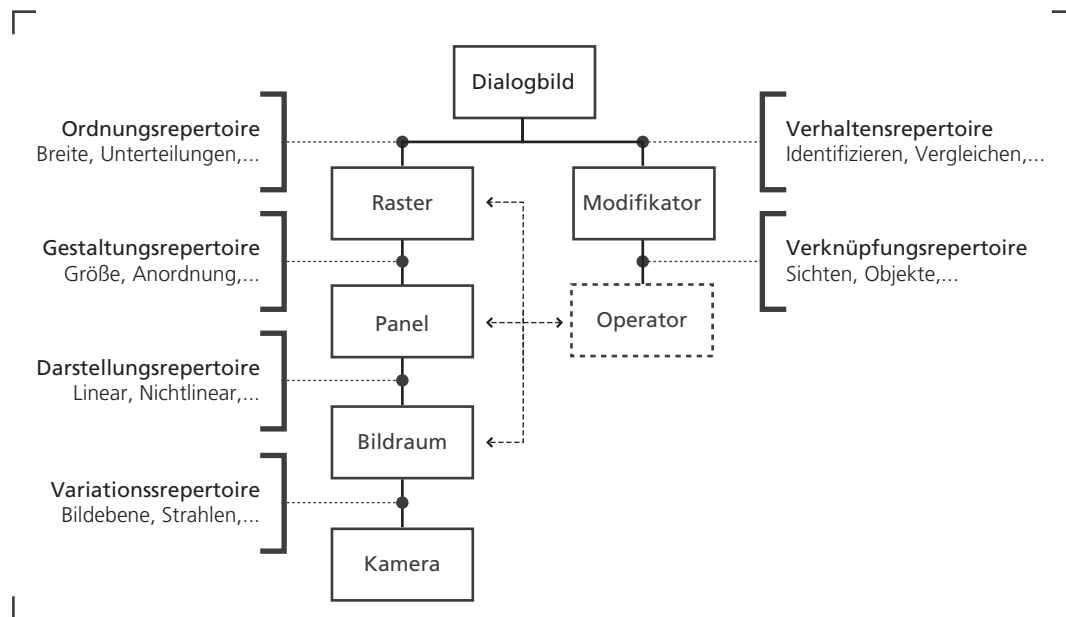 Dialogbild
Ordnungsrepertoire
Breite, Unterteilungen,...
Verhaltensrepertoire
Identifizieren, Vergleichen,...
Raster
Modifikator
Gestaltungsrepertoire
Größe, Anordnung,...
Verknüpfungsrepertoire
Sichten, Objekte,...
Panel
Operator
Darstellungsrepertoire
Linear, Nichtlinear,...
Bildraum
Variationssrepertoire
Bildebene, Strahlen,...
Kamera